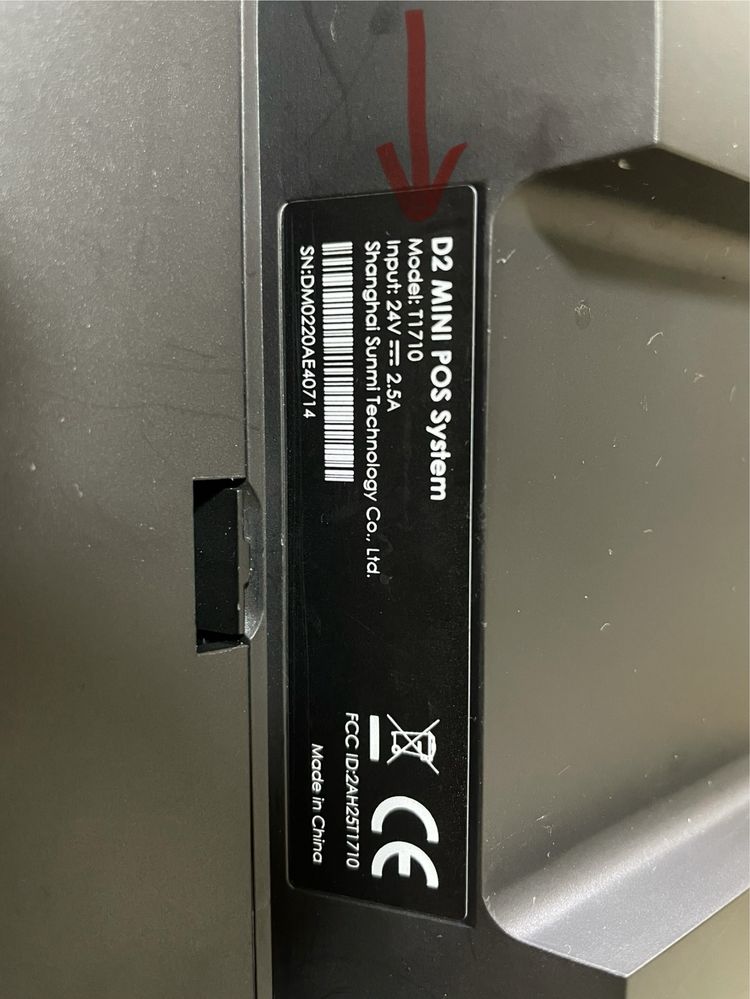 D2 MINI POS System
Model: T1710
Input: 24V ⎓ 2.5A
Shanghai Sunmi Technology Co., Ltd.
SN:DM0220AE40714
CE
FCC ID:2AH25T1710
Made in China